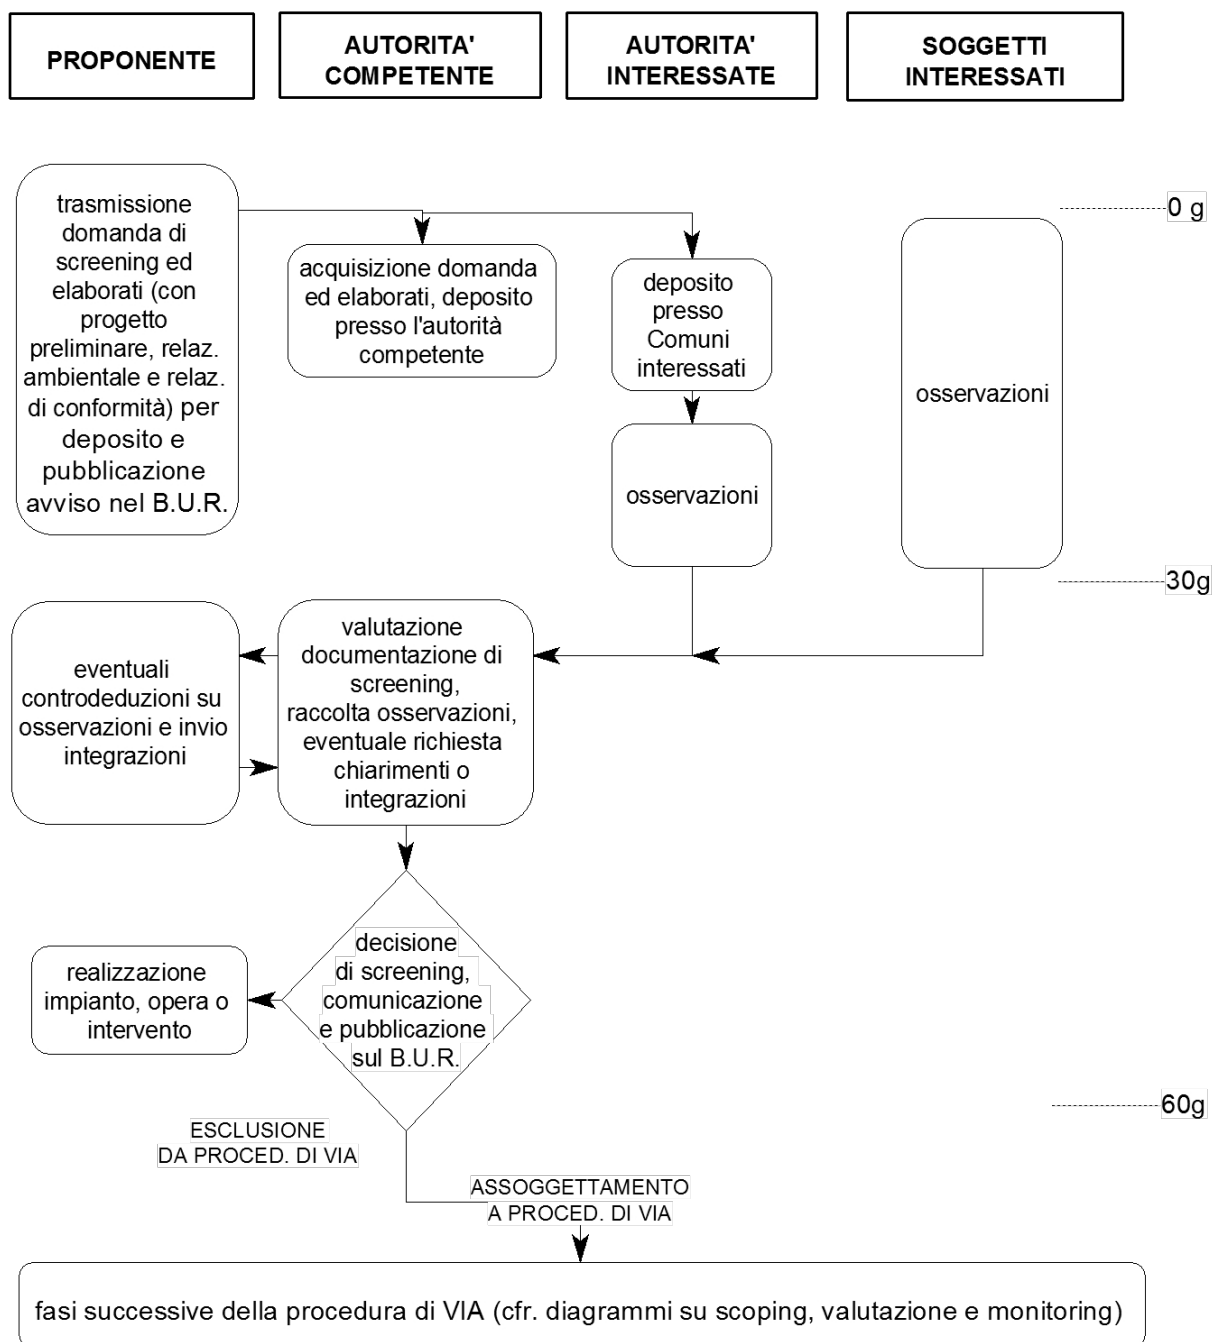 PROPONENTE
AUTORITA'
COMPETENTE
AUTORITA'
INTERESSATE
SOGGETTI
INTERESSATI
trasmissione
domanda di
screening ed
elaborati (con
progetto
preliminare, relaz.
ambientale e relaz.
di conformità) per
deposito e
pubblicazione
avviso nel B.U.R.
acquisizione domanda
ed elaborati, deposito
presso l'autorità
competente
deposito
presso
Comuni
interessati
osservazioni
osservazioni
0 g
30g
eventuali
controdeduzioni su
osservazioni e invio
integrazioni
valutazione
documentazione di
screening,
raccolta osservazioni,
eventuale richiesta
chiarimenti o
integrazioni
realizzazione
impianto, opera o
intervento
decisione
di screening,
comunicazione
e pubblicazione
sul B.U.R.
60g
ESCLUSIONE
DA PROCED. DI VIA
ASSOGGETTAMENTO
A PROCED. DI VIA
fasi successive della procedura di VIA (cfr. diagrammi su scoping, valutazione e monitoring)